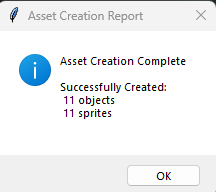 Asset Creation Report
Asset Creation Complete
Successfully Created:
11 objects
11 sprites
OK